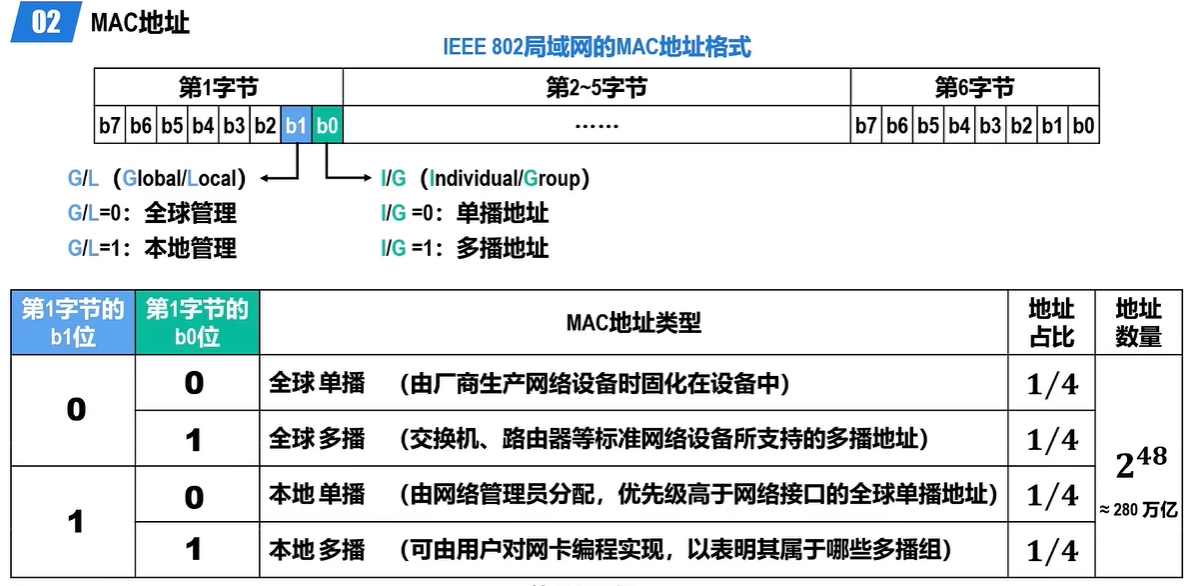 02 MAC地址
IEEE 802局域网的MAC地址格式
第1字节 第2~5字节 第6字节
b7 b6 b5 b4 b3 b2 b1 b0 …… b7 b6 b5 b4 b3 b2 b1 b0
G/L（Global/Local） I/G（Individual/Group）
G/L=0：全球管理 I/G =0：单播地址
G/L=1：本地管理 I/G =1：多播地址
第1字节的 第1字节的 MAC地址类型 地址 地址
b1位 b0位 占比 数量
0 0 全球 单播 （由厂商生产网络设备时固化在设备中） 1/4
1 全球 多播 （交换机、路由器等标准网络设备所支持的多播地址） 1/4
2^48
1 0 本地 单播 （由网络管理员分配，优先级高于网络接口的全球单播地址） 1/4
≈ 280 万亿
1 本地 多播 （可由用户对网卡编程实现，以表明其属于哪些多播组） 1/4